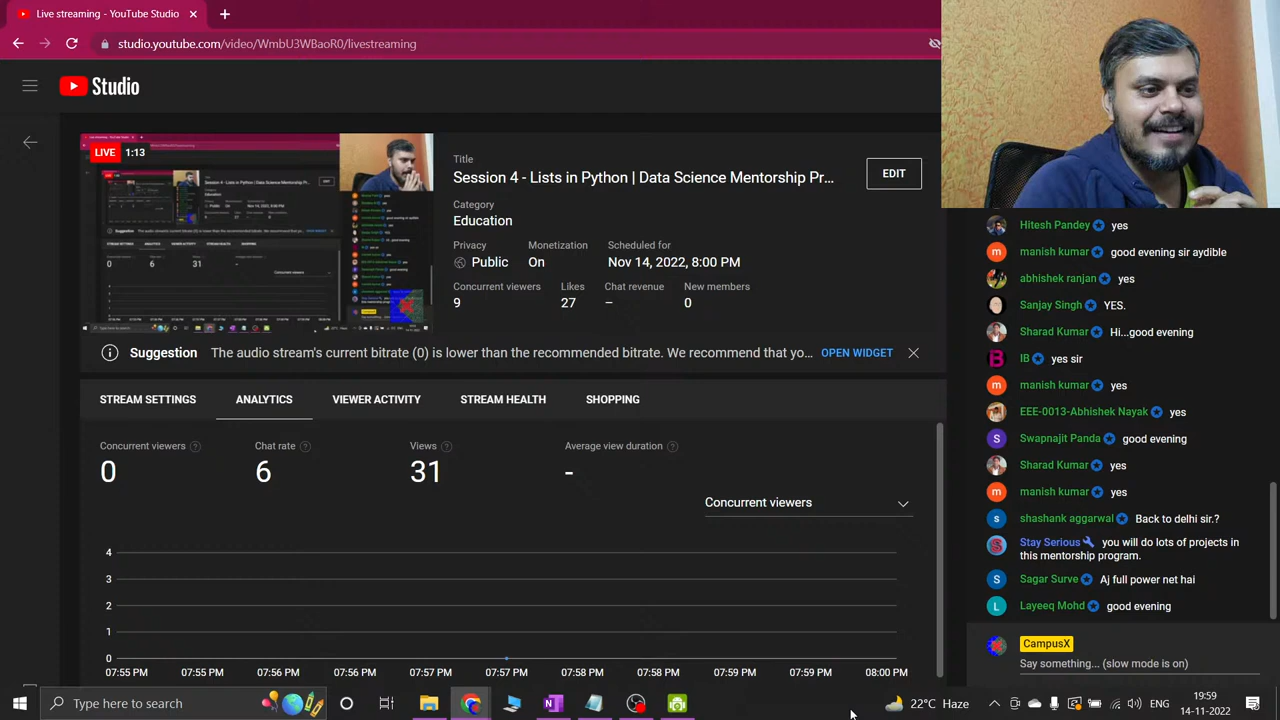 Live streaming - YouTube Studio
studio.youtube.com/video/WmbU3WBaoR0/livestreaming
Studio
LIVE 1:13
Title
Session 4 - Lists in Python | Data Science Mentorship Pr...
EDIT
Category
Education
Privacy
Public
Monetization
On
Scheduled for
Nov 14, 2022, 8:00 PM
Concurrent viewers
9
Likes
27
Chat revenue
–
New members
0
Suggestion The audio stream's current bitrate (0) is lower than the recommended bitrate. We recommend that yo... OPEN WIDGET
STREAM SETTINGS ANALYTICS VIEWER ACTIVITY STREAM HEALTH SHOPPING
Concurrent viewers
0
Chat rate
6
Views
31
Average view duration
-
Concurrent viewers
4
3
2
1
0
07:55 PM 07:55 PM 07:56 PM 07:56 PM 07:57 PM 07:57 PM 07:58 PM 07:58 PM 07:59 PM 07:59 PM 08:00 PM
Hitesh Pandey yes
manish kumar good evening sir aydible
abhishek ranjan yes
Sanjay Singh YES.
Sharad Kumar Hi...good evening
IB yes sir
manish kumar yes
EEE-0013-Abhishek Nayak yes
Swapnajit Panda good evening
Sharad Kumar yes
manish kumar yes
shashank aggarwal Back to delhi sir.?
Stay Serious you will do lots of projects in
this mentorship program.
Sagar Surve Aj full power net hai
Layeeq Mohd good evening
CampusX
Say something... (slow mode is on)
Type here to search
22°C Haze
ENG
19:59
14-11-2022